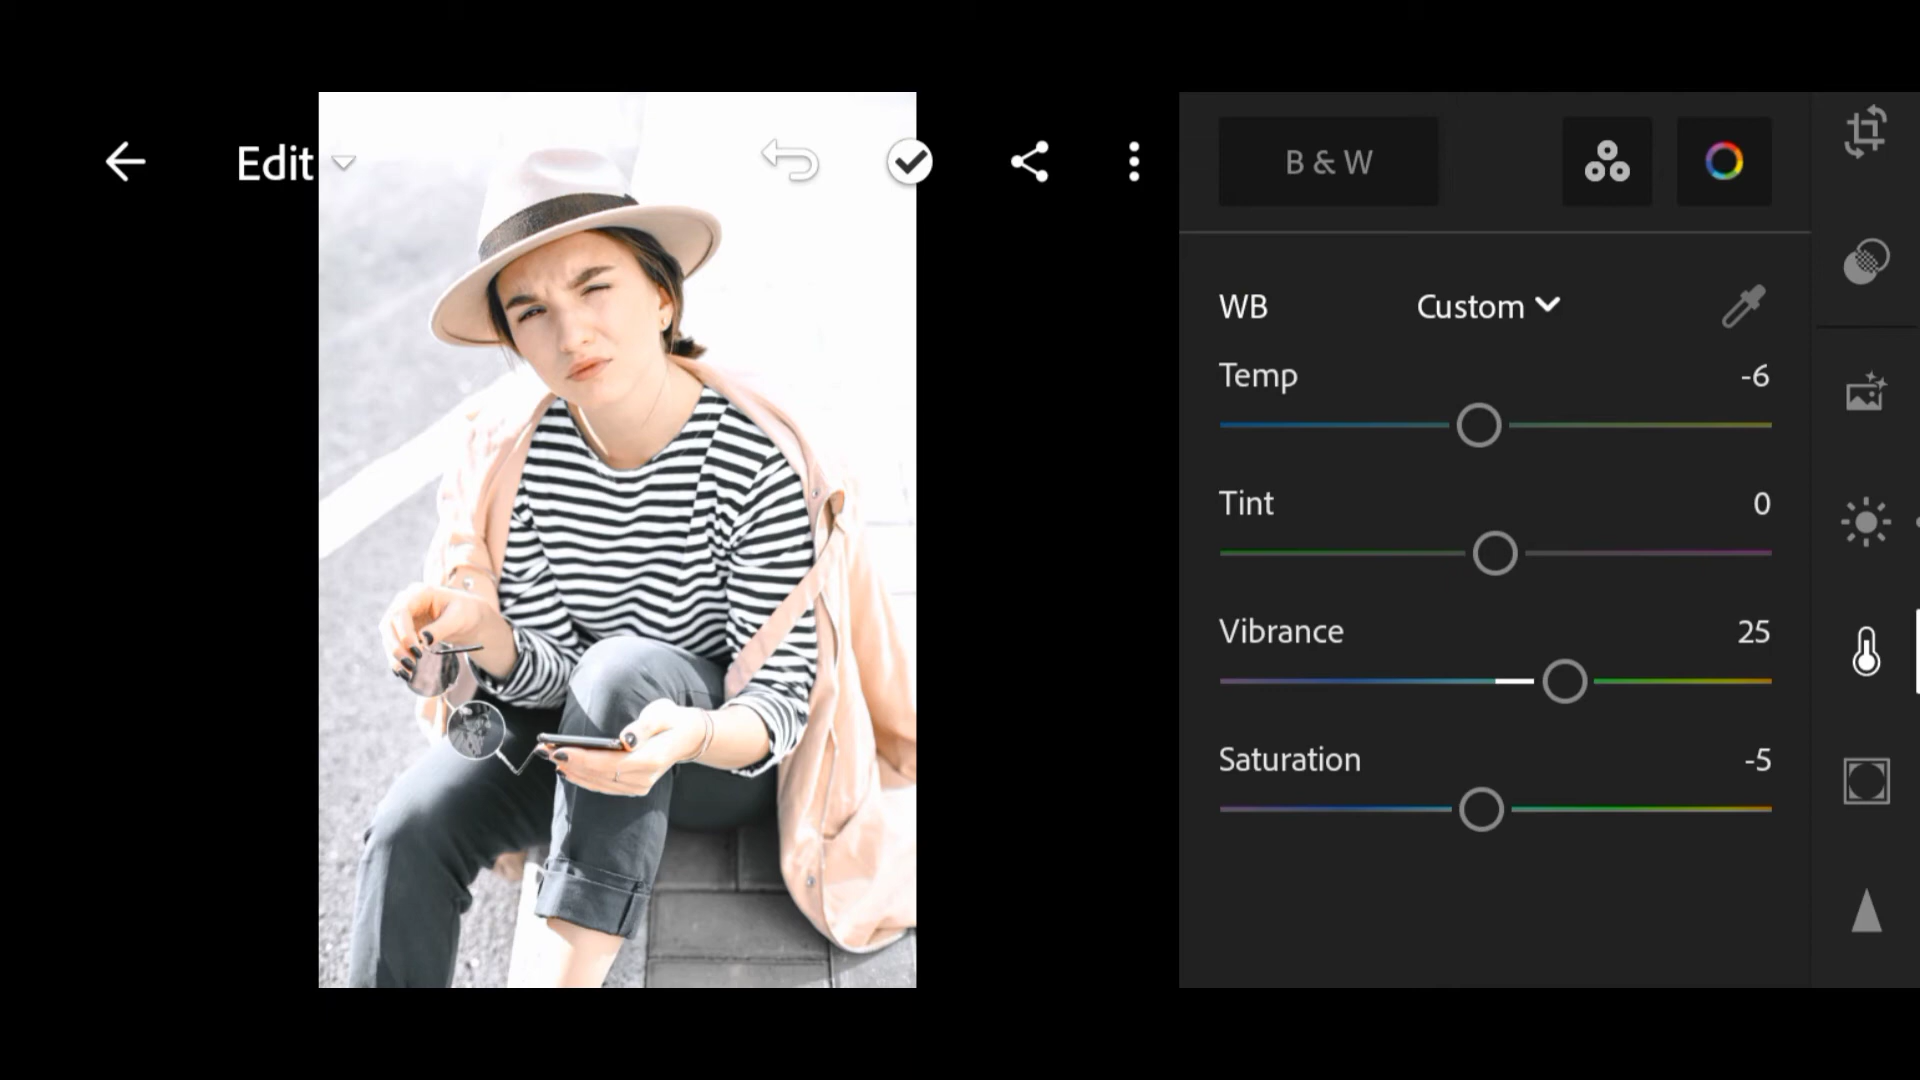 Edit
B & W
WB Custom
Temp -6
Tint 0
Vibrance 25
Saturation -5